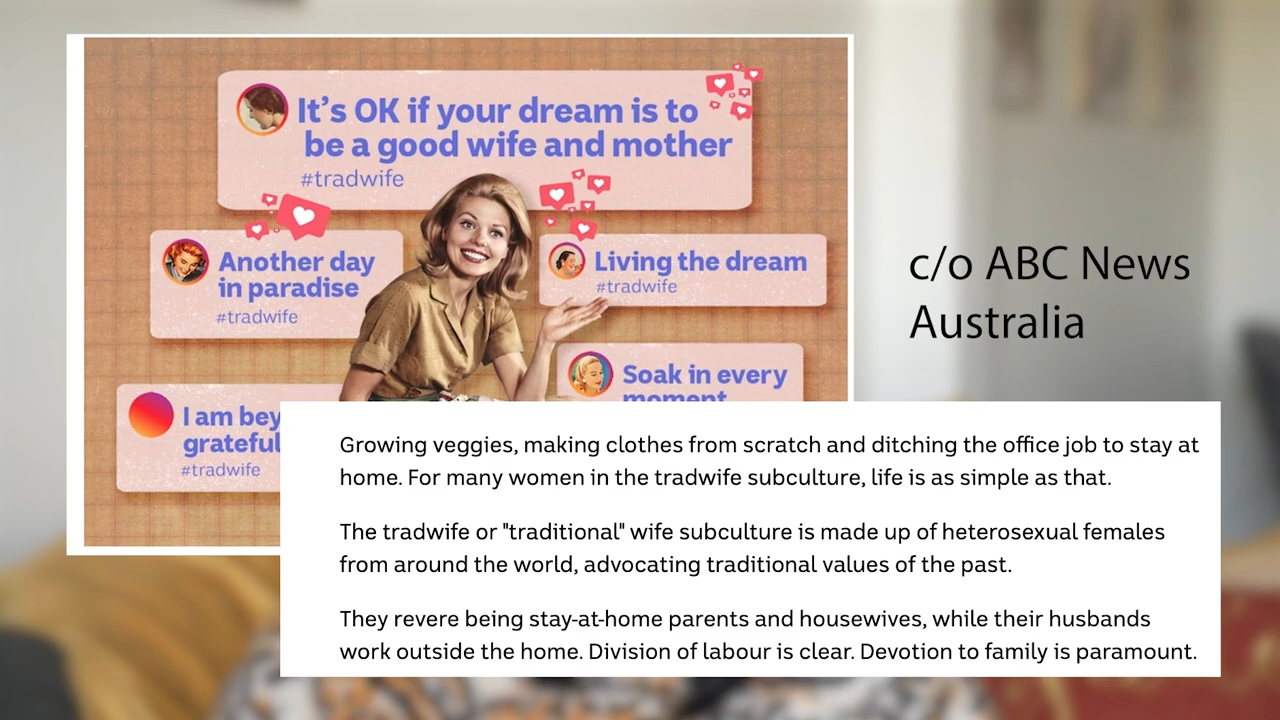 It's OK if your dream is to
be a good wife and mother
#tradwife
Another day
in paradise
#tradwife
Living the dream
#tradwife
Soak in every
moment
I am bey
grateful
#tradwife
c/o ABC News
Australia
Growing veggies, making clothes from scratch and ditching the office job to stay at
home. For many women in the tradwife subculture, life is as simple as that.
The tradwife or "traditional" wife subculture is made up of heterosexual females
from around the world, advocating traditional values of the past.
They revere being stay-at-home parents and housewives, while their husbands
work outside the home. Division of labour is clear. Devotion to family is paramount.